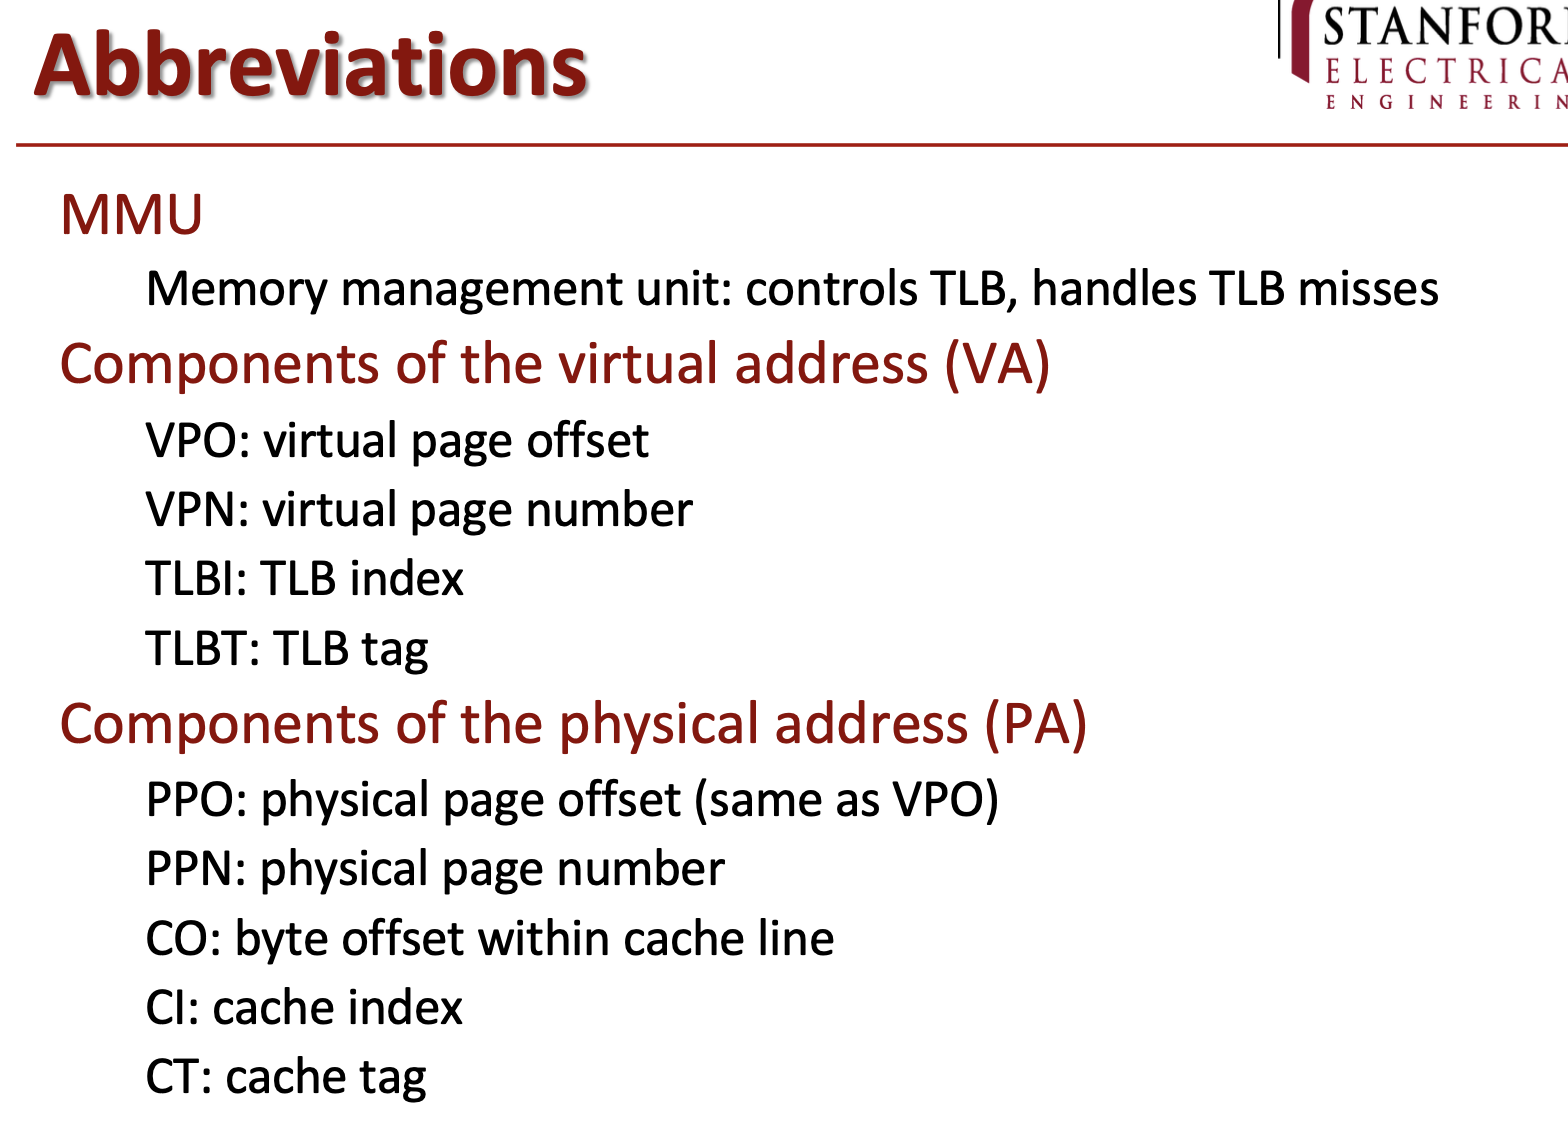 Abbreviations
STANFOR
ELECTRICA
ENGINEERIN
MMU
Memory management unit: controls TLB, handles TLB misses
Components of the virtual address (VA)
VPO: virtual page offset
VPN: virtual page number
TLBI: TLB index
TLBT: TLB tag
Components of the physical address (PA)
PPO: physical page offset (same as VPO)
PPN: physical page number
CO: byte offset within cache line
CI: cache index
CT: cache tag